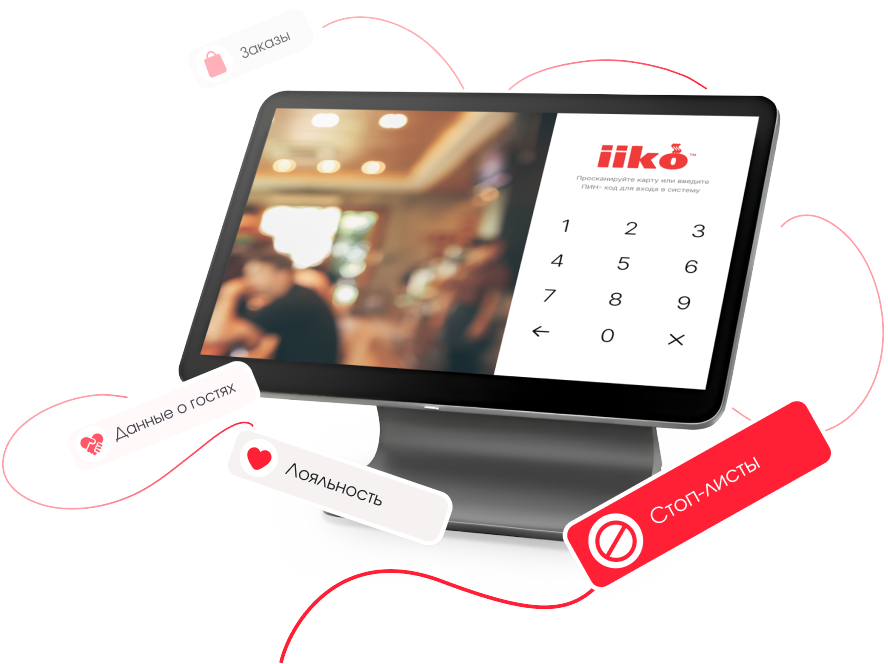 Заказы
iiko™
Просканируйте карту или введите
ПИН- код для входа в систему
1 2 3
4 5 6
7 8 9
← 0 ×
Данные о гостях
Лояльность
Стоп-листы